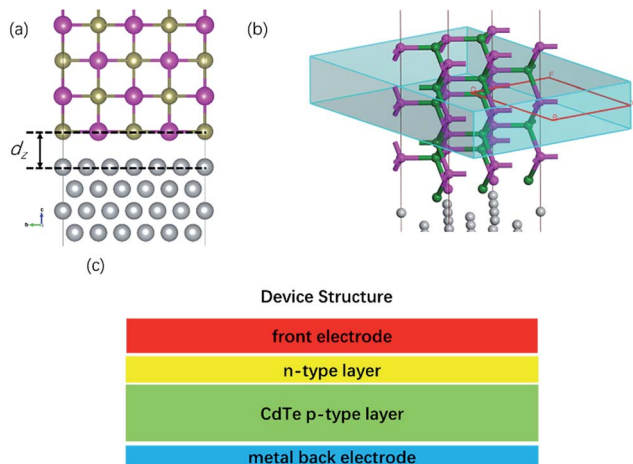 (a)
(b)
d_z
c
b
(c)
Device Structure
front electrode
n-type layer
CdTe p-type layer
metal back electrode